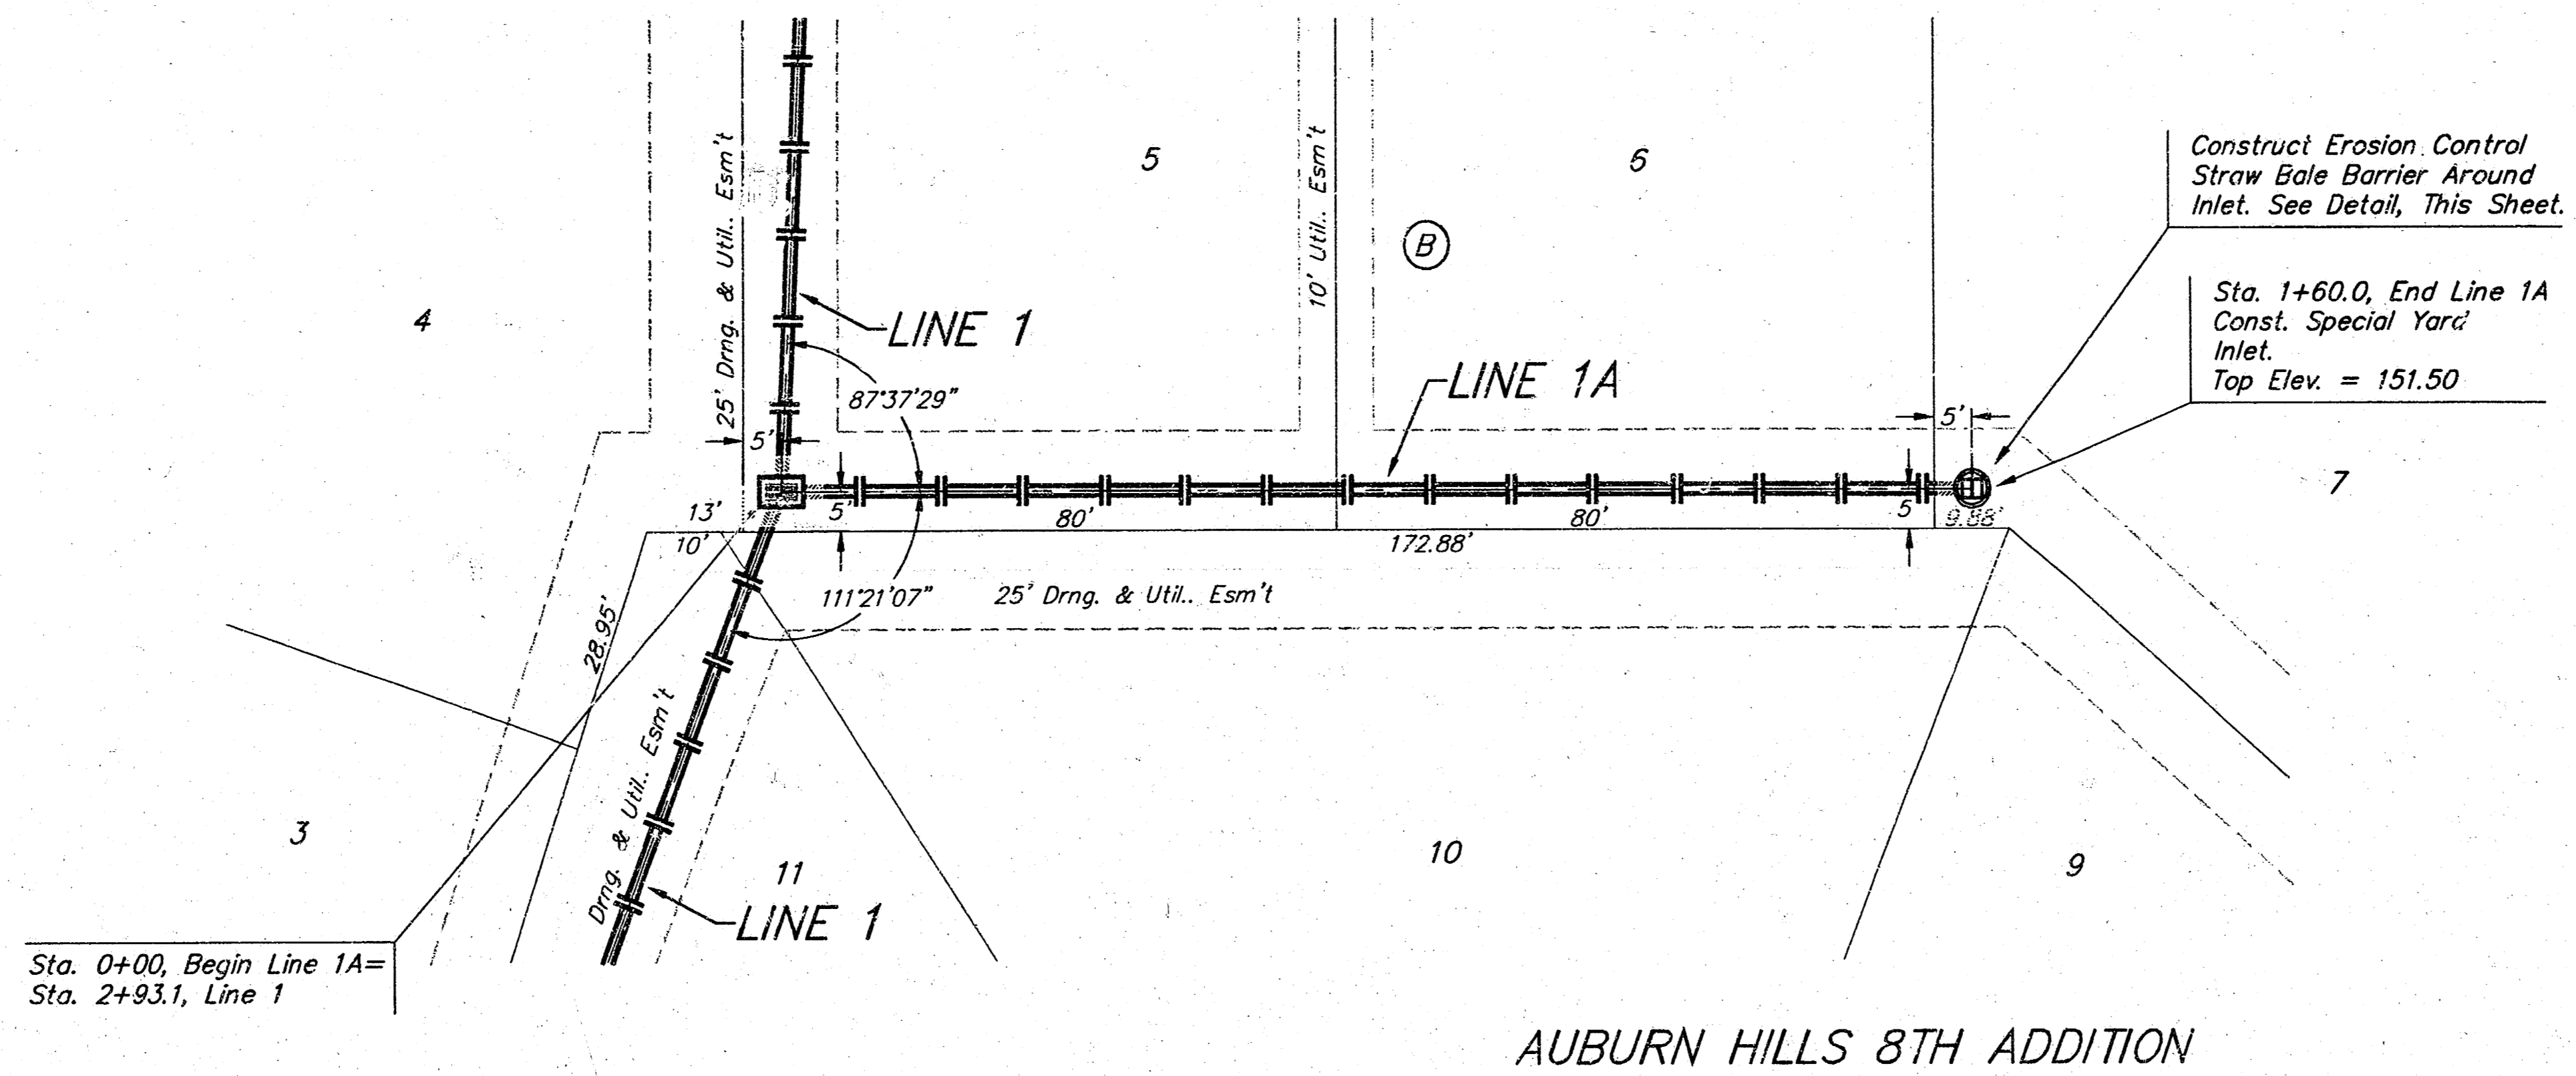 Construct Erosion Control
Straw Bale Barrier Around
Inlet. See Detail, This Sheet.
Sta. 1+60.0, End Line 1A
Const. Special Yard
Inlet.
Top Elev. = 151.50
25' Drng. & Util.. Esm't
10' Util.. Esm't
5
6
B
4
LINE 1
87°37'29"
LINE 1A
5'
5'
7
13'
5'
80'
80'
5'
9.88'
10'
172.88'
111°21'07"
25' Drng. & Util.. Esm't
28.95'
Drng. & Util.. Esm't
3
11
10
9
LINE 1
Sta. 0+00, Begin Line 1A=
Sta. 2+93.1, Line 1
AUBURN HILLS 8TH ADDITION